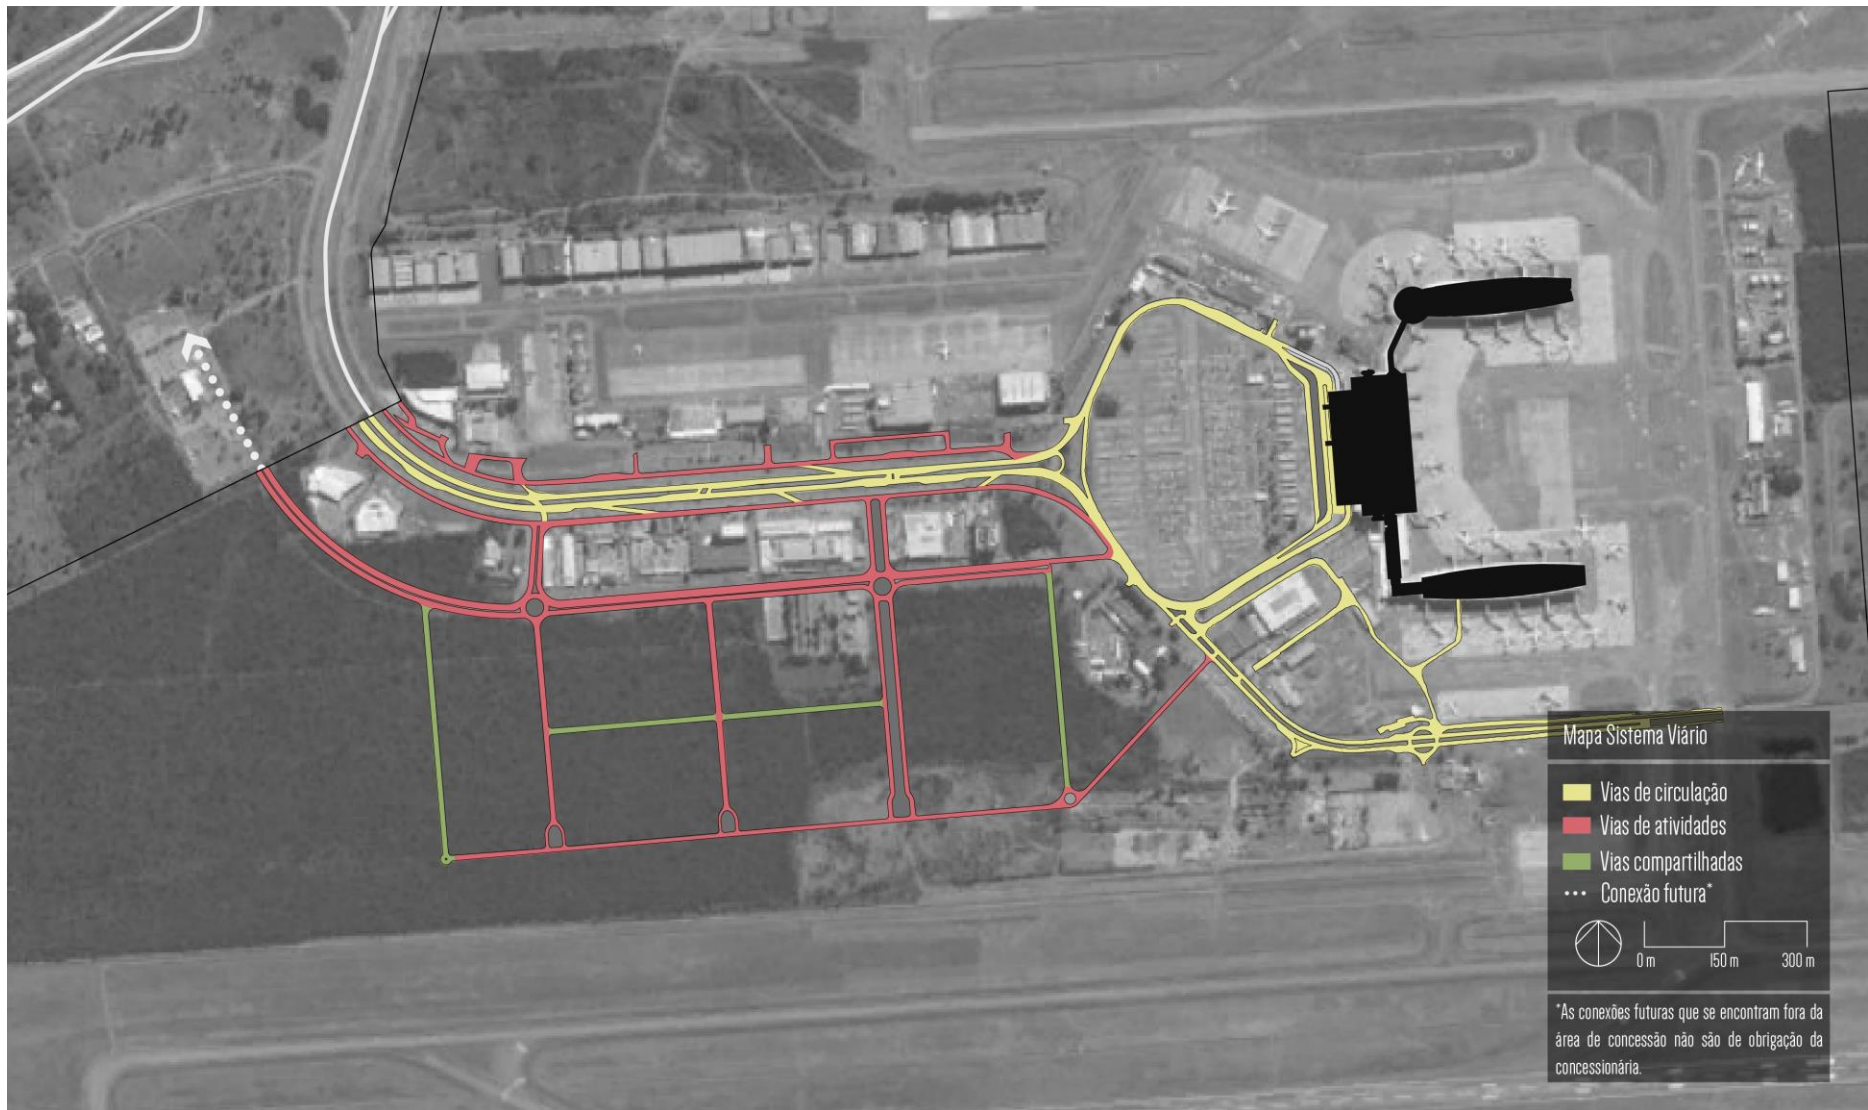 Mapa Sistema Viário
Vias de circulação
Vias de atividades
Vias compartilhadas
Conexão futura*
0 m 150 m 300 m
*As conexões futuras que se encontram fora da
área de concessão não são de obrigação da
concessionária.